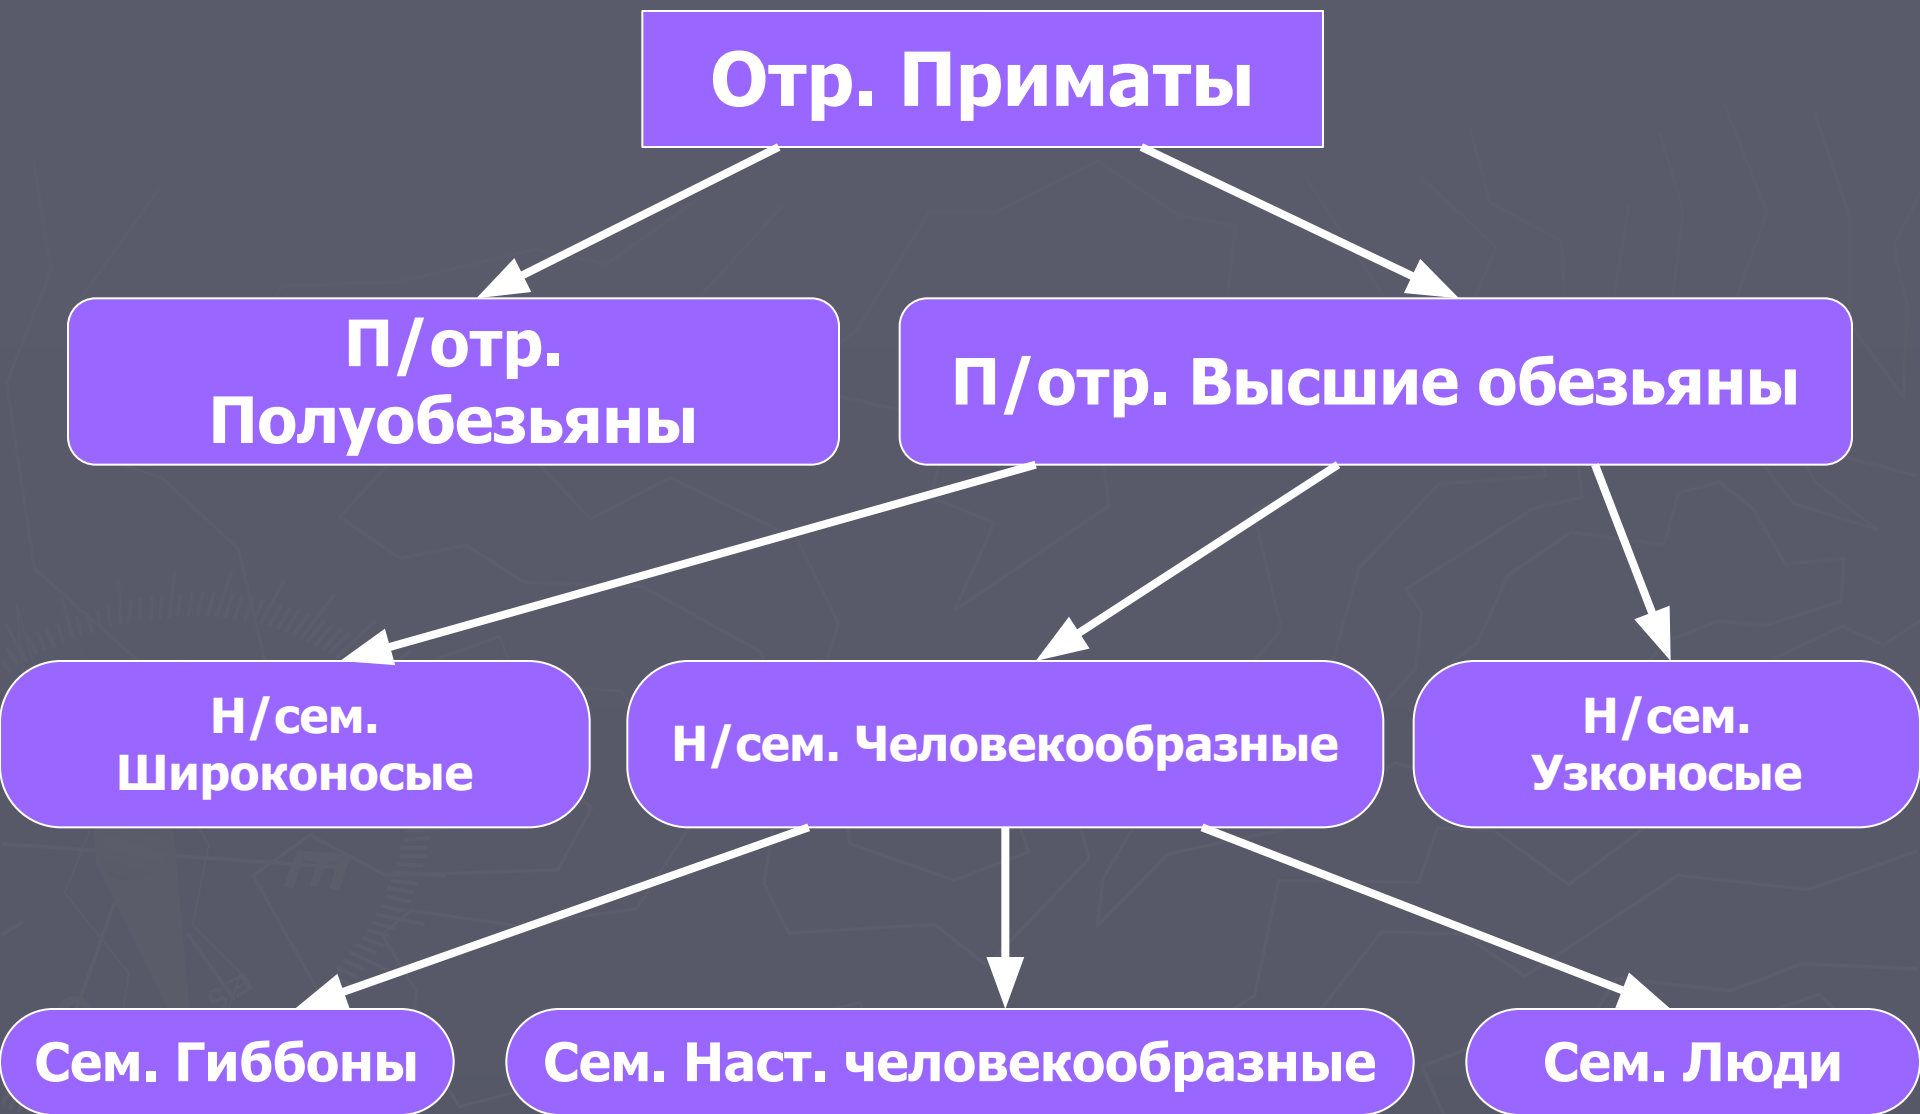 Отр. Приматы
П/отр.
Полуобезьяны
П/отр. Высшие обезьяны
Н/сем.
Широконосые
Н/сем. Человекообразные
Н/сем.
Узконосые
Сем. Гиббоны
Сем. Наст. человекообразные
Сем. Люди